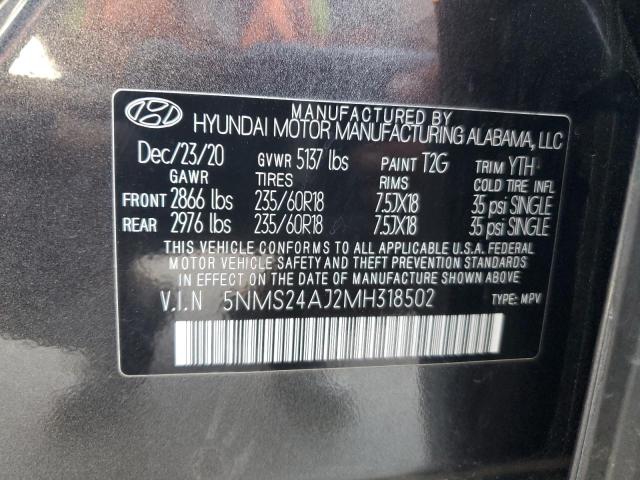 MANUFACTURED BY
HYUNDAI MOTOR MANUFACTURING ALABAMA, LLC
Dec/23/20 GVWR 5137 lbs PAINT T2G TRIM YTH
GAWR TIRES RIMS COLD TIRE INFL
FRONT 2866 lbs 235/60R18 7.5JX18 35 psi SINGLE
REAR 2976 lbs 235/60R18 7.5JX18 35 psi SINGLE
THIS VEHICLE CONFORMS TO ALL APPLICABLE U.S.A. FEDERAL
MOTOR VEHICLE SAFETY AND THEFT PREVENTION STANDARDS
IN EFFECT ON THE DATE OF MANUFACTURE SHOWN ABOVE.
V.I.N 5NMS24AJ2MH318502 TYPE: MPV